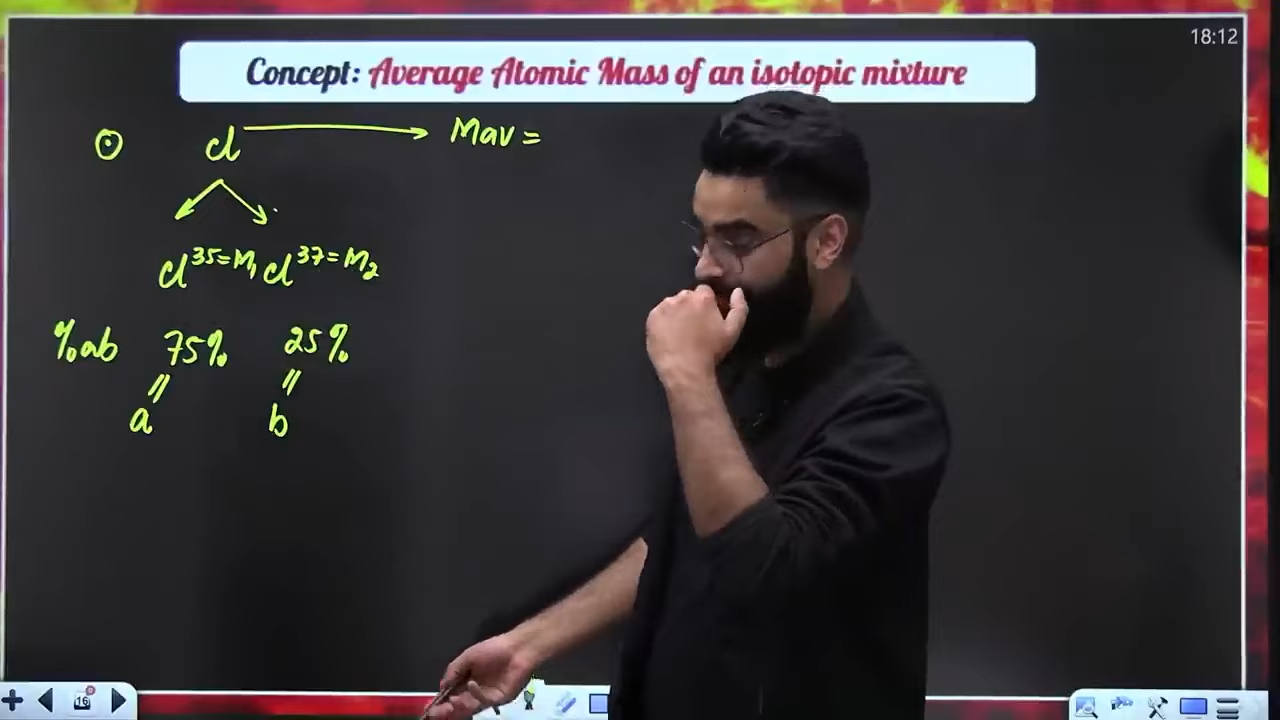 18:12
Concept: Average Atomic Mass of an isotopic mixture
Cl → Mav =
Cl³⁵=M₁ Cl³⁷=M₂
%ab 75% 25%
a b
16